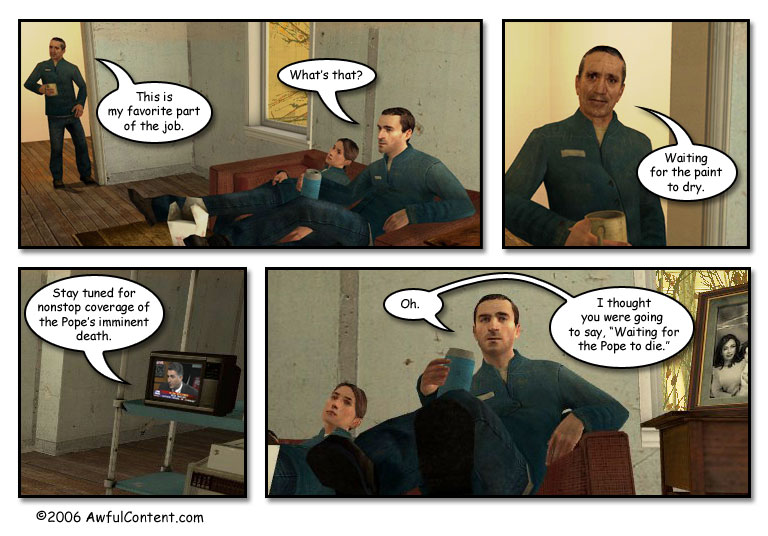 This is
my favorite part
of the job.
What's that?
Waiting
for the paint
to dry.
Stay tuned for
nonstop coverage of
the Pope's imminent
death.
Oh.
I thought
you were going
to say, "Waiting for
the Pope to die."
©2006 AwfulContent.com